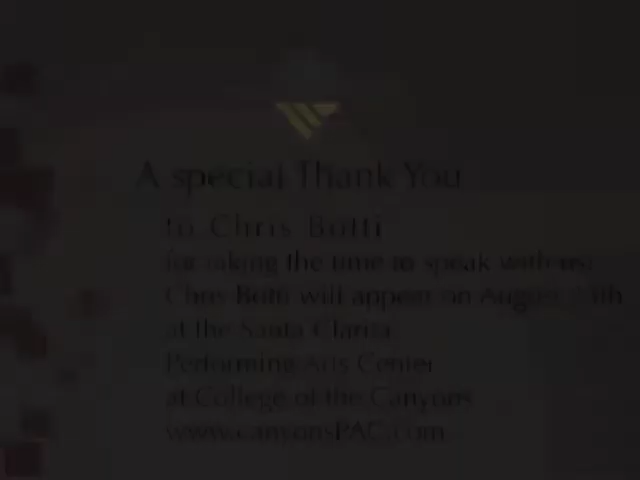 A special Thank You
to Chris Botti
for taking the time to speak with us!
Chris Botti will appear on August
at the Santa Clarita
Performing Arts Center
at College of the Canyons
www.canyonsPAC.com